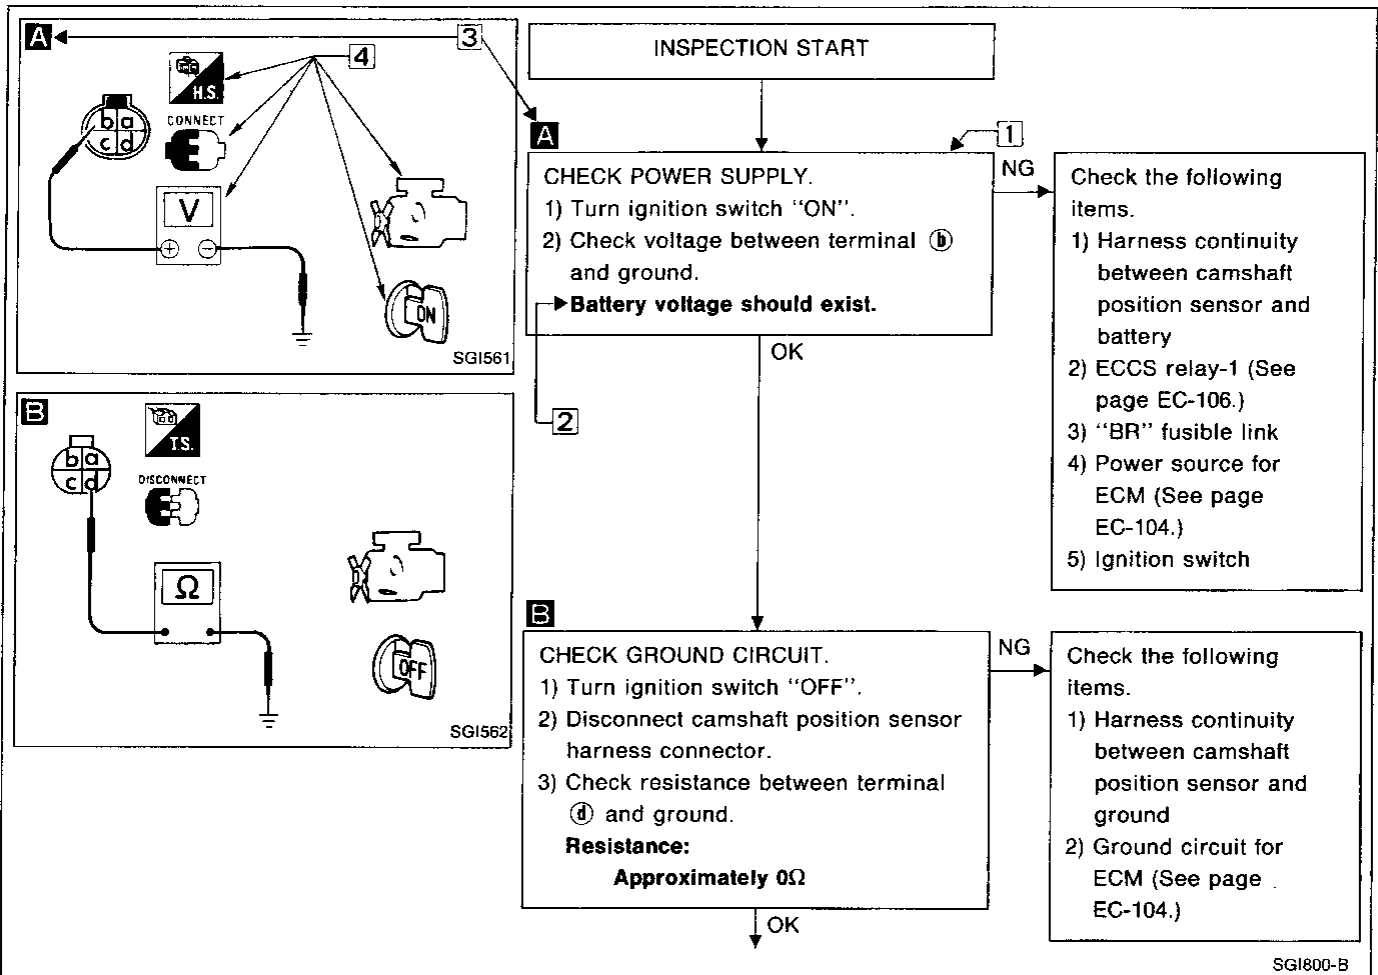 A
3
4
H.S.
CONNECT
b a
c d
V
⊕ ⊖
ON
SGI561
B
T.S.
DISCONNECT
b a
c d
Ω
OFF
SGI562
INSPECTION START
A
1
CHECK POWER SUPPLY.
1) Turn ignition switch "ON".
2) Check voltage between terminal ⓑ
and ground.
Battery voltage should exist.
2
NG
Check the following
items.
1) Harness continuity
between camshaft
position sensor and
battery
2) ECCS relay-1 (See
page EC-106.)
3) "BR" fusible link
4) Power source for
ECM (See page
EC-104.)
5) Ignition switch
OK
B
CHECK GROUND CIRCUIT.
1) Turn ignition switch "OFF".
2) Disconnect camshaft position sensor
harness connector.
3) Check resistance between terminal
ⓓ and ground.
Resistance:
Approximately 0Ω
NG
Check the following
items.
1) Harness continuity
between camshaft
position sensor and
ground
2) Ground circuit for
ECM (See page
EC-104.)
OK
SGI800-B